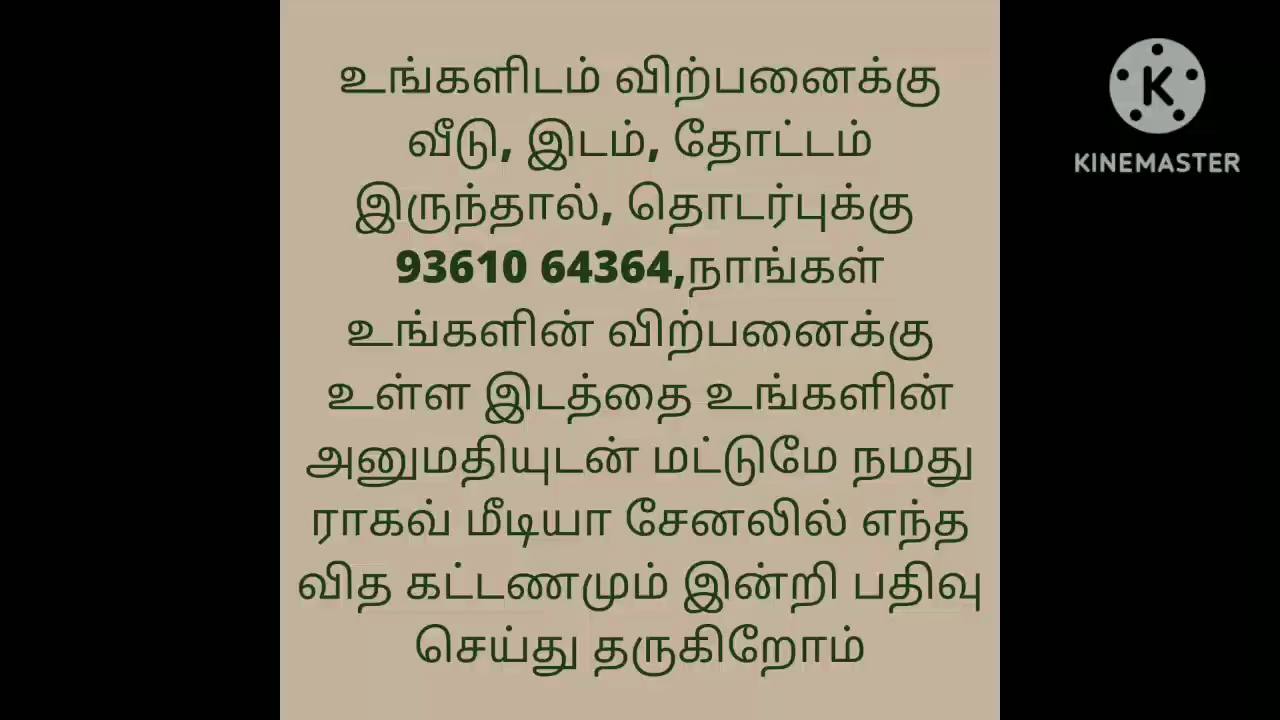 உங்களிடம் விற்பனைக்கு
வீடு, இடம், தோட்டம்
இருந்தால், தொடர்புக்கு
93610 64364,நாங்கள்
உங்களின் விற்பனைக்கு
உள்ள இடத்தை உங்களின்
அனுமதியுடன் மட்டுமே நமது
ராகவ் மீடியா சேனலில் எந்த
வித கட்டணமும் இன்றி பதிவு
செய்து தருகிறோம்
K
KINEMASTER